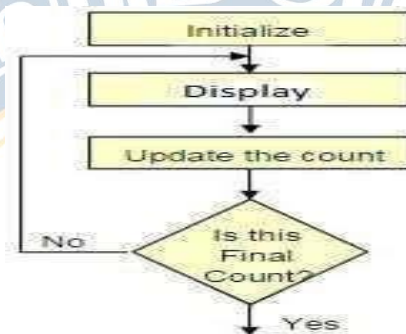 Initialize
Display
Update the count
Is this
Final
Count?
No
Yes